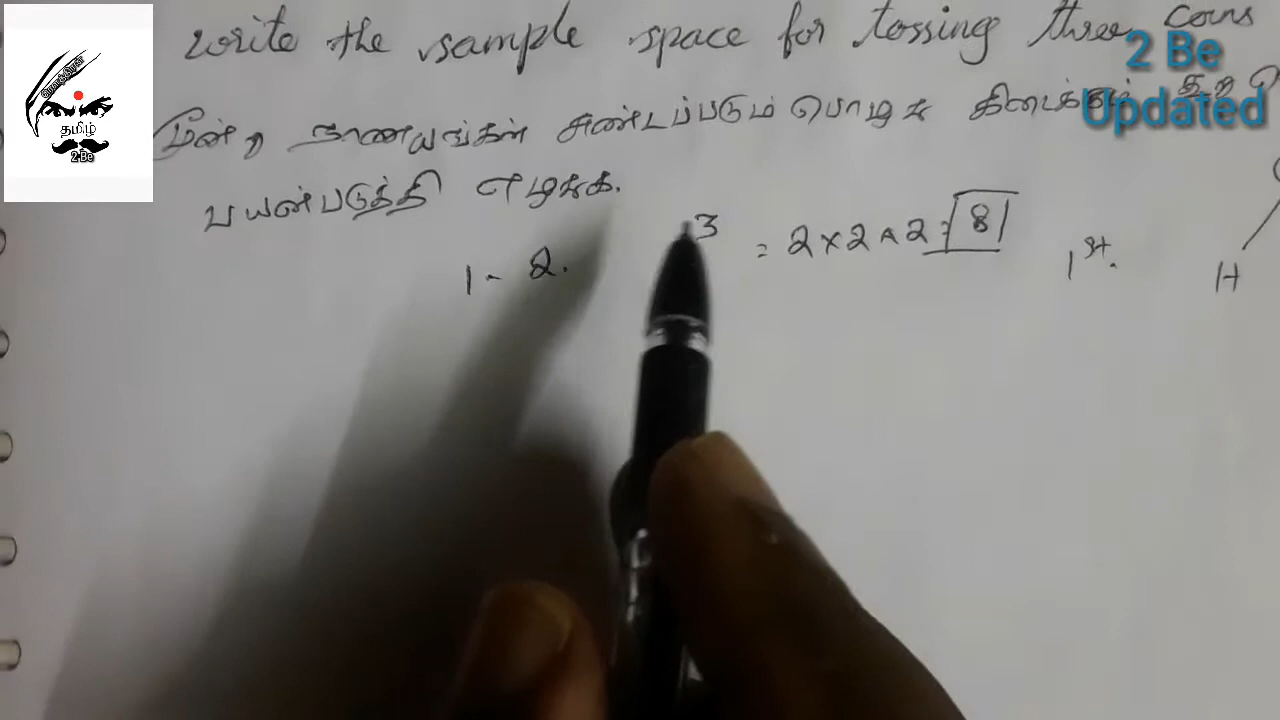 write the sample space for tossing three coins
மூன்று நாணயங்கள் சுண்டப்படும் பொழுது கிடைக்கும்
பயன்படுத்தி எழுதுக.
1 - 2.
3 = 2 x 2 x 2 = 8
1st.
H
தமிழ்
2 Be
2 Be
Updated